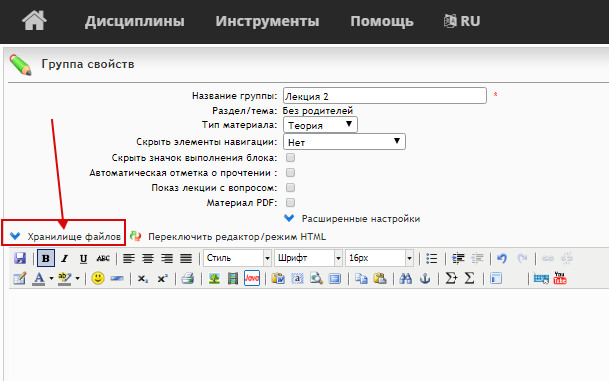 Дисциплины Инструменты Помощь RU
Группа свойств
Название группы: Лекция 2 *
Раздел/тема: Без родителей
Тип материала: Теория
Скрыть элементы навигации: Нет
Скрыть значок выполнения блока:
Автоматическая отметка о прочтении :
Показ лекции с вопросом:
Материал PDF:
Расширенные настройки
Хранилище файлов Переключить редактор/режим HTML
B I U ABC Стиль Шрифт 16px
A ab x₂ x² Java Σ Σ You Tube